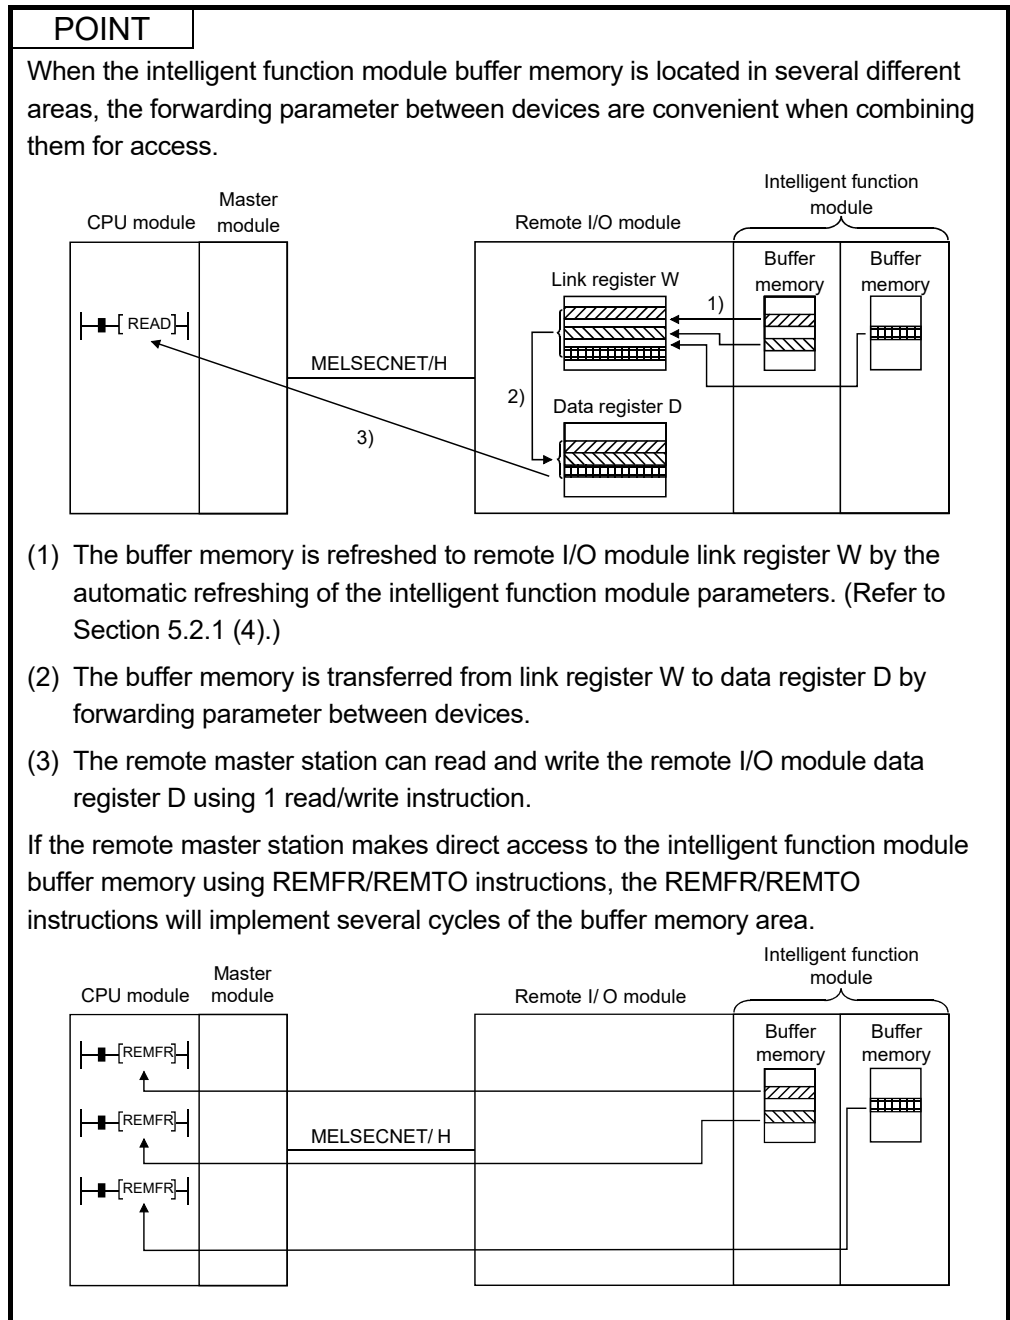 POINT
When the intelligent function module buffer memory is located in several different
areas, the forwarding parameter between devices are convenient when combining
them for access.
Intelligent function
module
Master
module
CPU module
Remote I/O module
Buffer
memory
Buffer
memory
Link register W
1)
READ
MELSECNET/H
2)
Data register D
3)
(1) The buffer memory is refreshed to remote I/O module link register W by the
automatic refreshing of the intelligent function module parameters. (Refer to
Section 5.2.1 (4).)
(2) The buffer memory is transferred from link register W to data register D by
forwarding parameter between devices.
(3) The remote master station can read and write the remote I/O module data
register D using 1 read/write instruction.
If the remote master station makes direct access to the intelligent function module
buffer memory using REMFR/REMTO instructions, the REMFR/REMTO
instructions will implement several cycles of the buffer memory area.
Intelligent function
module
Master
module
CPU module
Remote I/ O module
Buffer
memory
Buffer
memory
REMFR
REMFR
MELSECNET/ H
REMFR